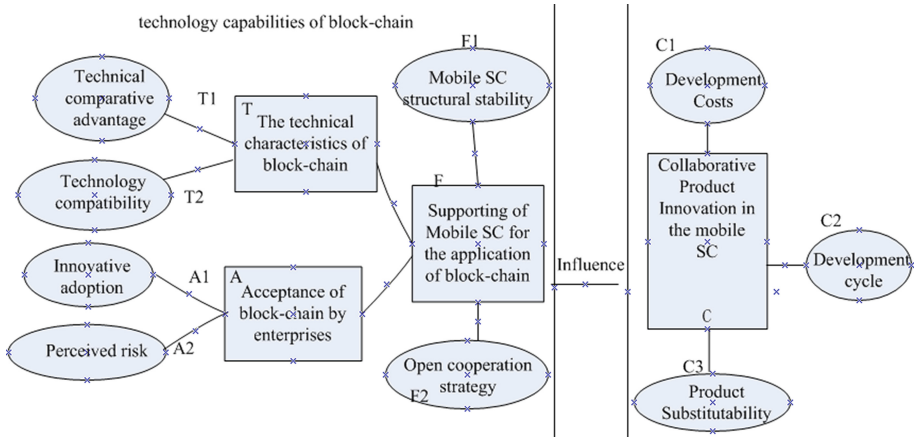 technology capabilities of block-chain
Technical
comparative
advantage
T1
Technology
compatibility
T2
T
The technical
characteristics of
block-chain
Innovative
adoption
A1
Perceived risk
A2
A
Acceptance of
block-chain by
enterprises
F1
Mobile SC
structural stability
F
Supporting of
Mobile SC for
the application
of block-chain
Open cooperation
strategy
F2
Influence
C1
Development
Costs
Collaborative
Product
Innovation in
the mobile
SC
C
C2
Development
cycle
C3
Product
Substitutability